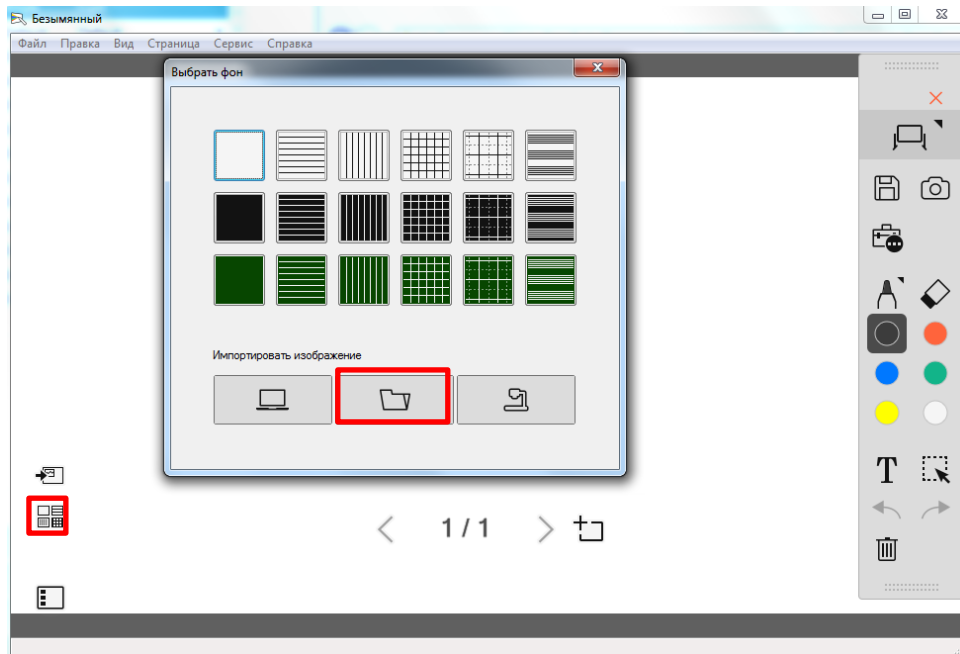 Безымянный
Файл Правка Вид Страница Сервис Справка
Выбрать фон
Импортировать изображение
1 / 1
T